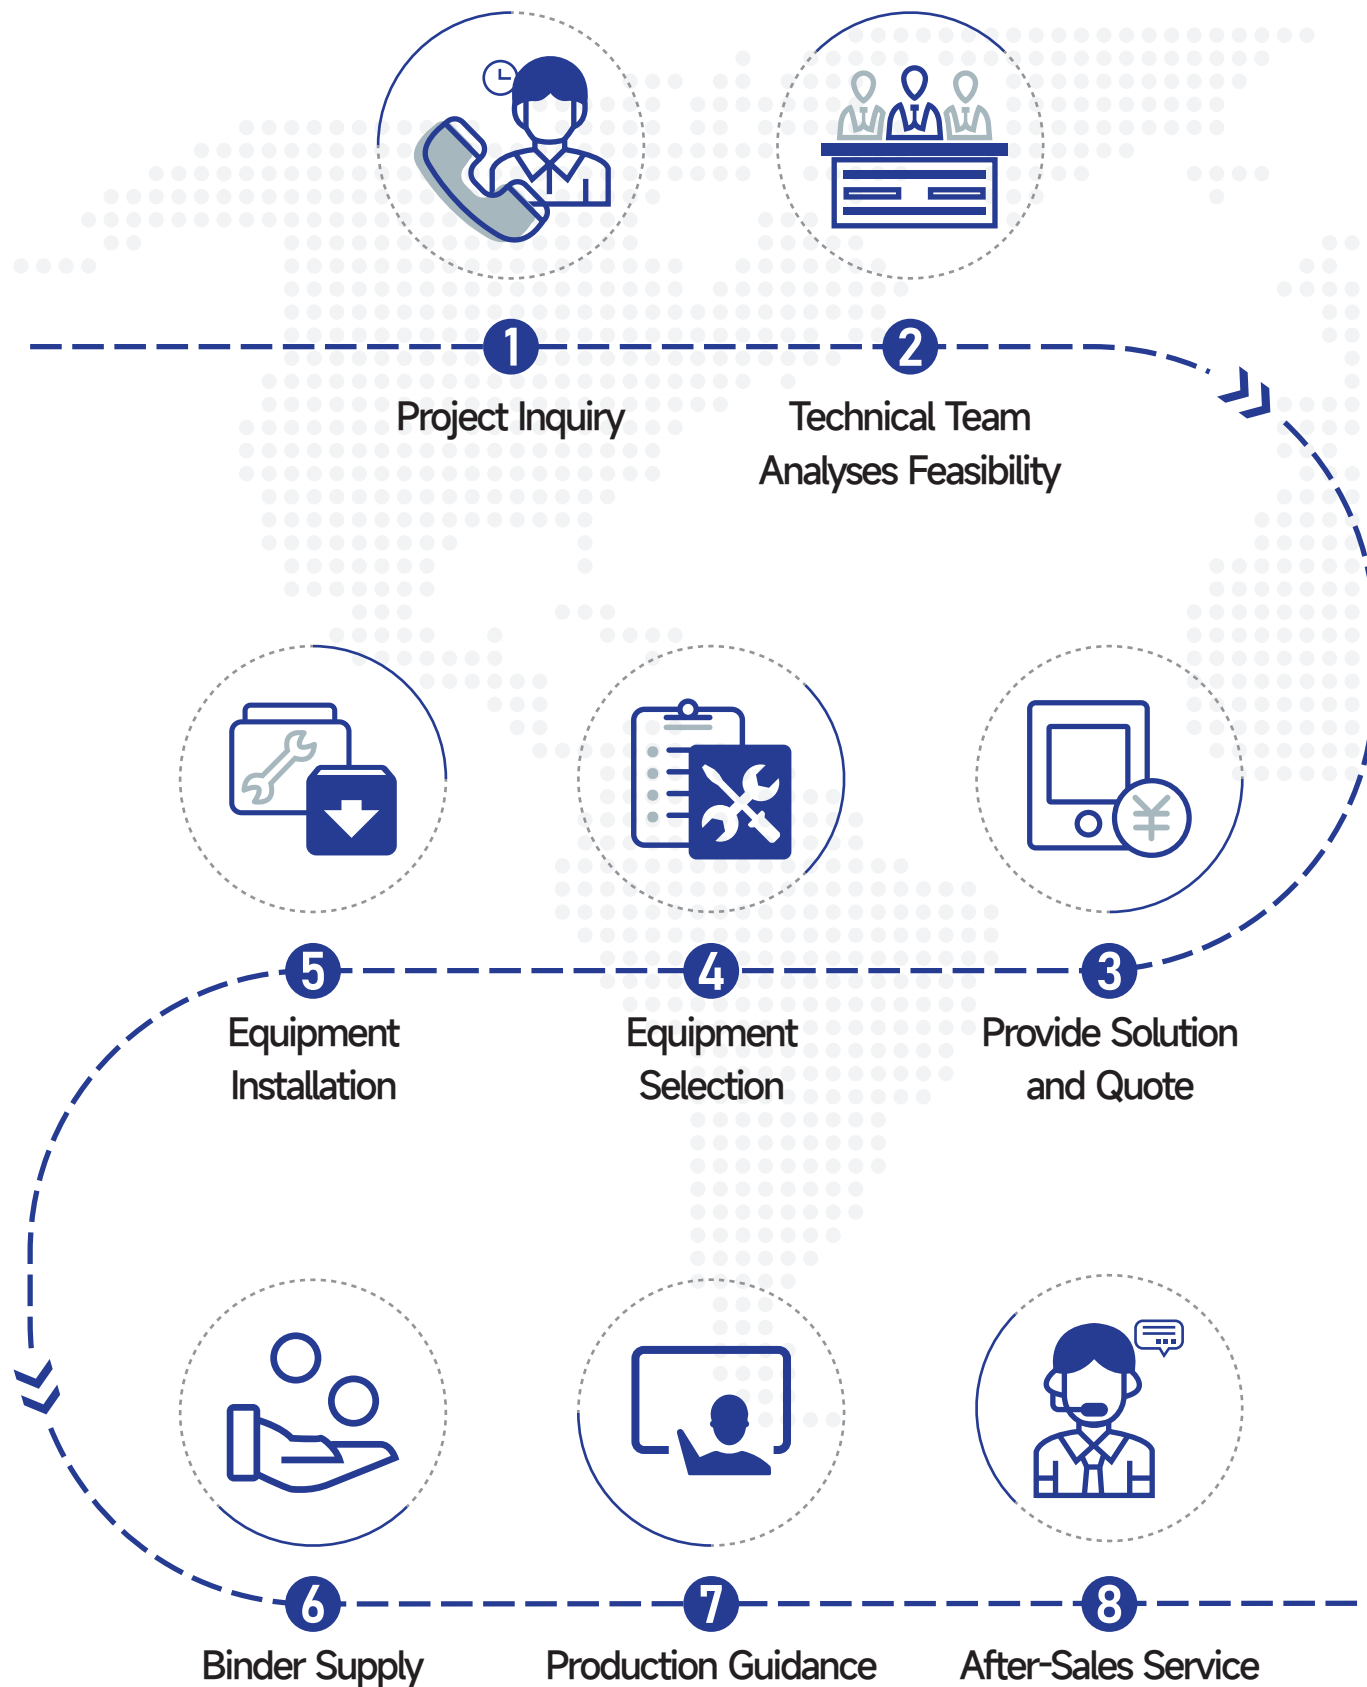 1
Project Inquiry
2
Technical Team
Analyses Feasibility
¥
3
Provide Solution
and Quote
4
Equipment
Selection
5
Equipment
Installation
6
Binder Supply
7
Production Guidance
8
After-Sales Service